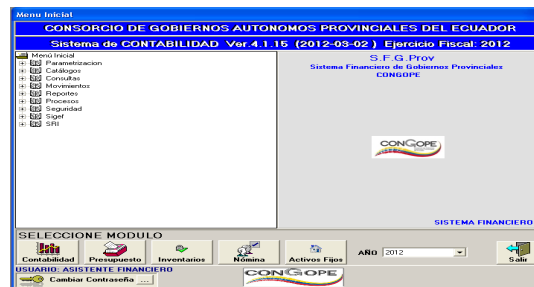 Menu Inicial
CONSORCIO DE GOBIERNOS AUTONOMOS PROVINCIALES DEL ECUADOR
Sistema de CONTABILIDAD Ver.4.1.15 (2012-03-02 ) Ejercicio Fiscal: 2012
Menú Inicial
Parametrizacion
Catálogos
Consultas
Movimientos
Reportes
Procesos
Seguridad
Sigef
SRI
S.F.G.Prov
Sistema Financiero de Gobiernos Provinciales
CONGOPE
CONGOPE
SISTEMA FINANCIERO
SELECCIONE MODULO
Contabilidad
Presupuesto
Inventarios
Nómina
Activos Fijos
AÑO 2012
Salir
USUARIO: ASISTENTE FINANCIERO
Cambiar Contraseña ...
CONGOPE